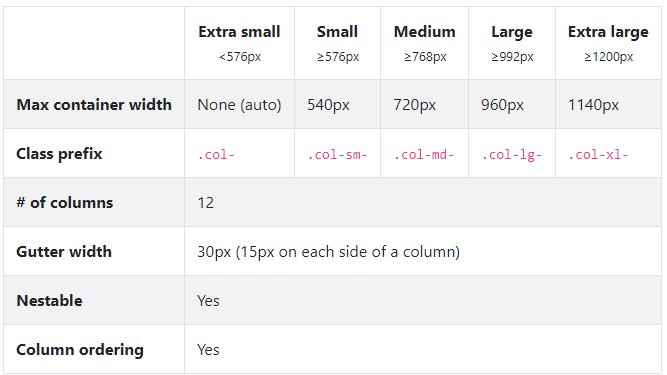 Extra small Small Medium Large Extra large
<576px ≥576px ≥768px ≥992px ≥1200px
Max container width None (auto) 540px 720px 960px 1140px
Class prefix .col- .col-sm- .col-md- .col-lg- .col-xl-
# of columns 12
Gutter width 30px (15px on each side of a column)
Nestable Yes
Column ordering Yes